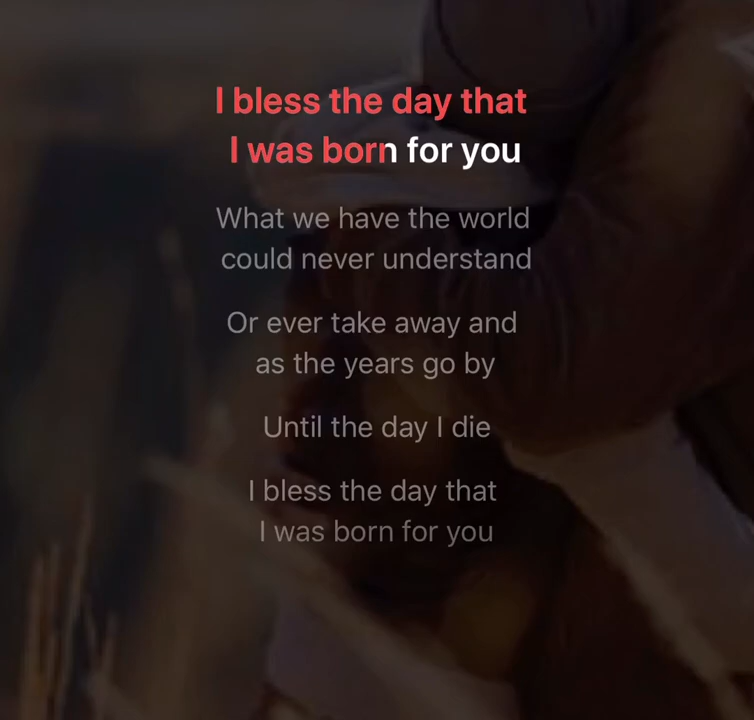 I bless the day that
I was born for you
What we have the world
could never understand
Or ever take away and
as the years go by
Until the day I die
I bless the day that
I was born for you